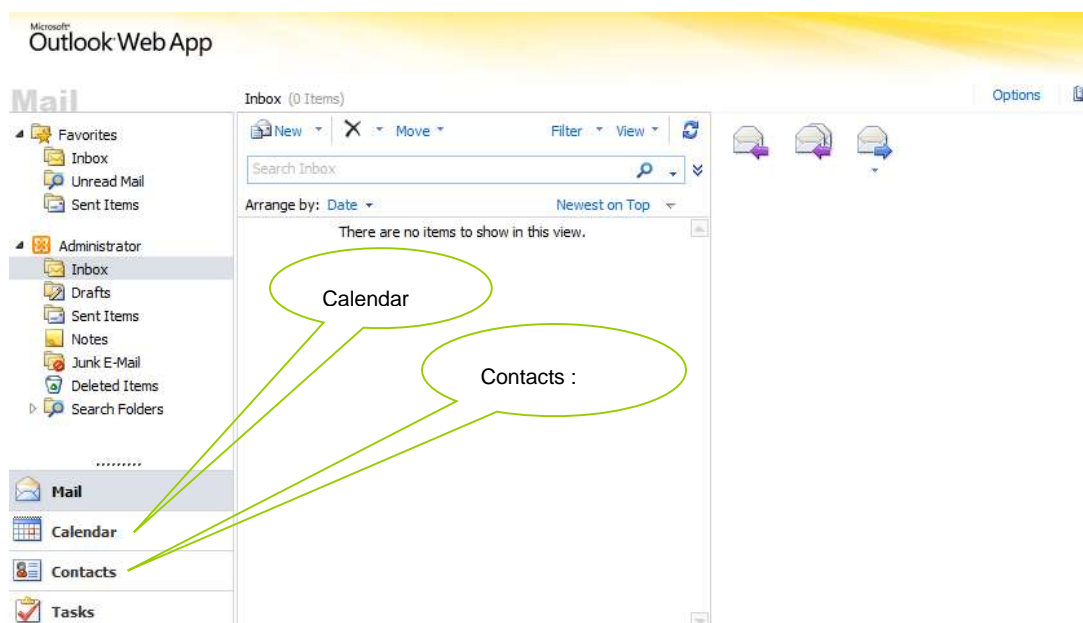 Microsoft
Outlook Web App
Mail
Inbox (0 Items)
Options
Favorites
Inbox
Unread Mail
Sent Items
Administrator
Inbox
Drafts
Sent Items
Notes
Junk E-Mail
Deleted Items
Search Folders
Mail
Calendar
Contacts
Tasks
New
Move
Filter
View
Search Inbox
Arrange by: Date
Newest on Top
There are no items to show in this view.
Calendar
Contacts :